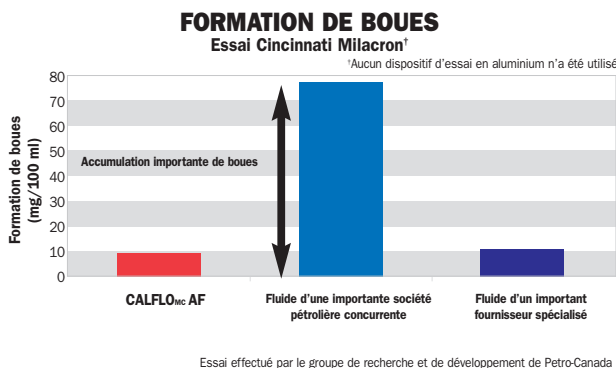 FORMATION DE BOUES
Essai Cincinnati Milacron†
†Aucun dispositif d'essai en aluminium n'a été utilisé
Formation de boues
(mg/100 ml)
80
70
60
50
40
30
20
10
0
Accumulation importante de boues
CALFLOMC AF
Fluide d'une importante société
pétrolière concurrente
Fluide d'un important
fournisseur spécialisé
Essai effectué par le groupe de recherche et de développement de Petro-Canada